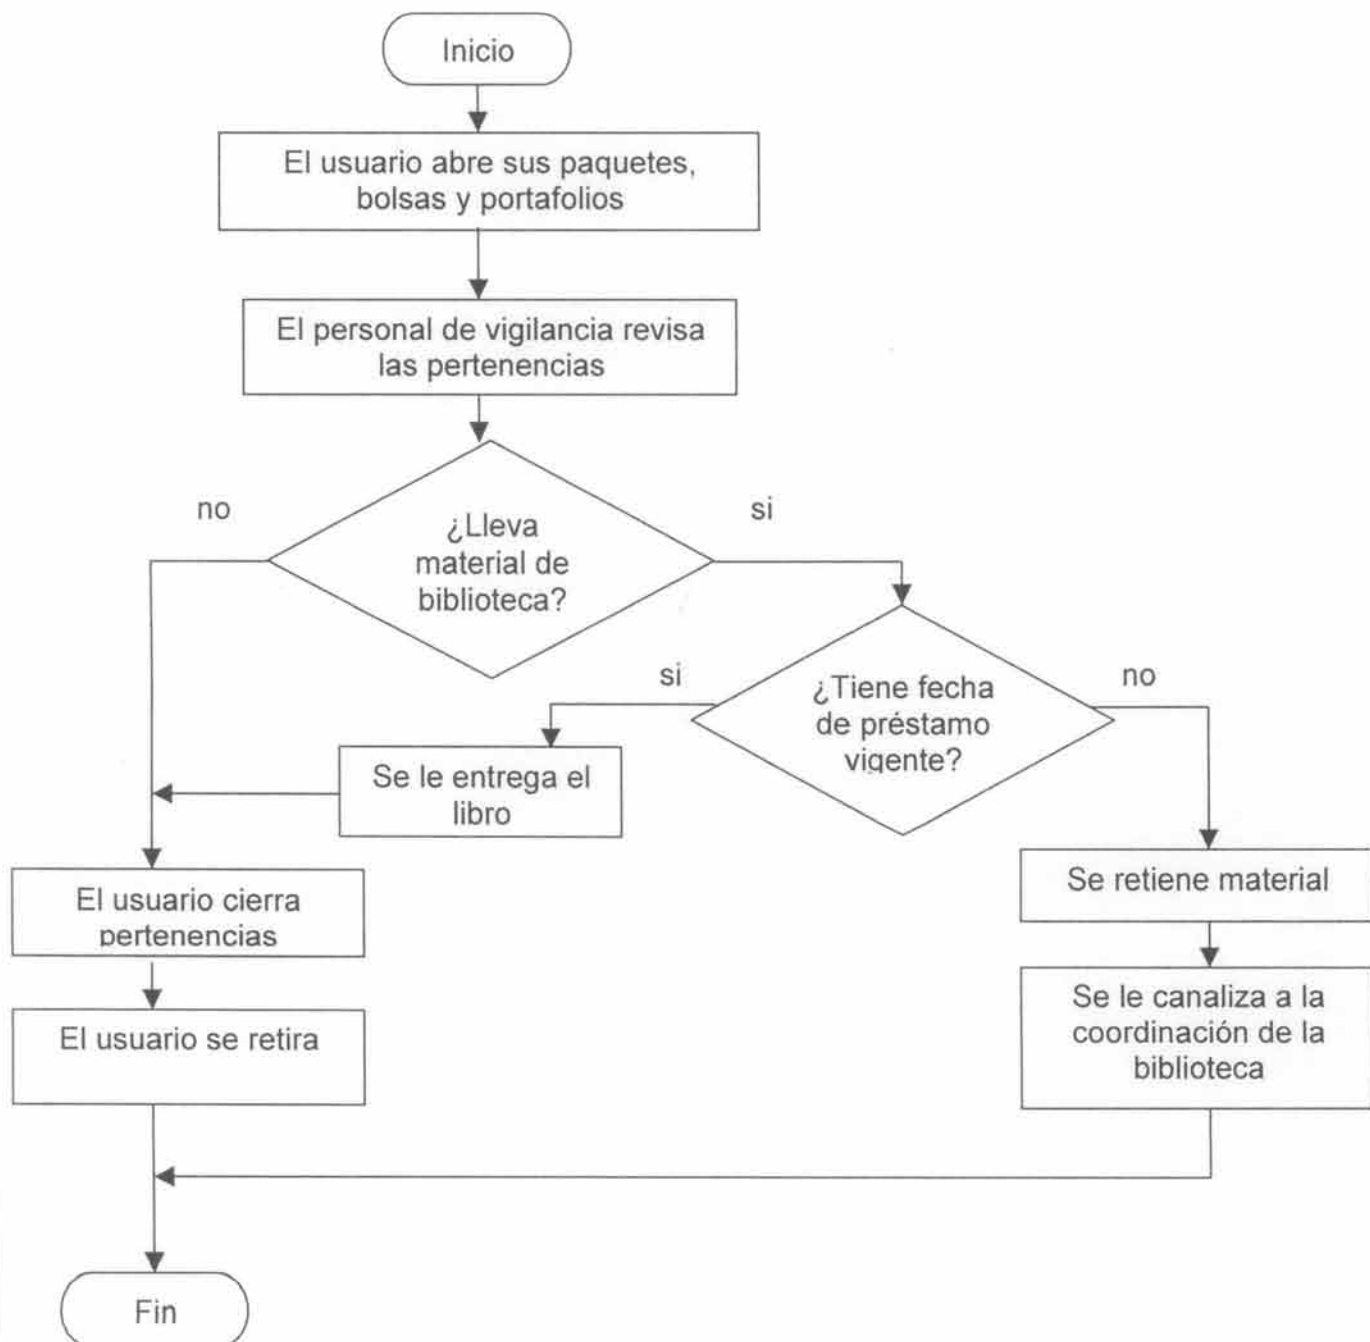 Inicio
El usuario abre sus paquetes,
bolsas y portafolios
El personal de vigilancia revisa
las pertenencias
no
si
¿Lleva
material de
biblioteca?
si
no
¿Tiene fecha
de préstamo
vigente?
Se le entrega el
libro
El usuario cierra
pertenencias
Se retiene material
El usuario se retira
Se le canaliza a la
coordinación de la
biblioteca
Fin